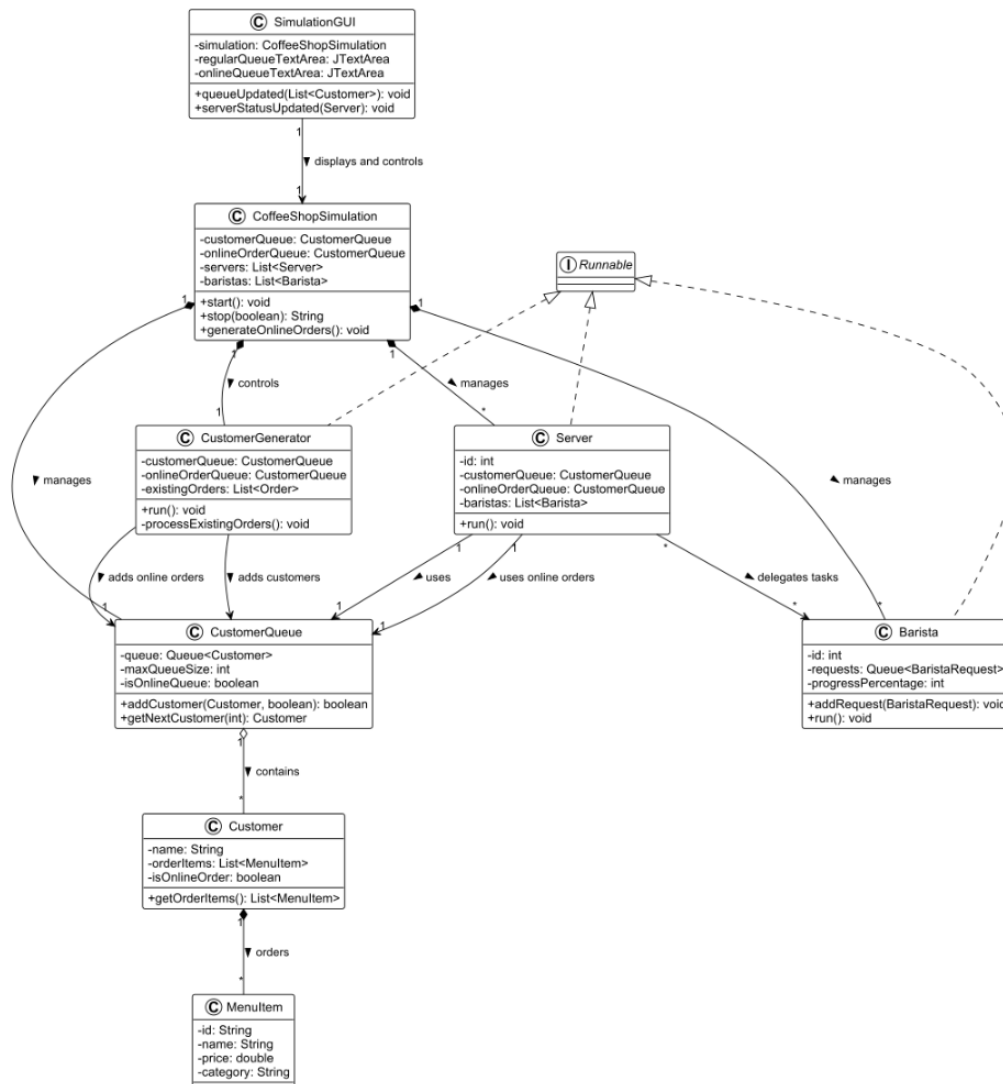 C SimulationGUI
-simulation: CoffeeShopSimulation
-regularQueueTextArea: JTextArea
-onlineQueueTextArea: JTextArea
+queueUpdated(List<Customer>): void
+serverStatusUpdated(Server): void
1
displays and controls
1
C CoffeeShopSimulation
-customerQueue: CustomerQueue
-onlineOrderQueue: CustomerQueue
-servers: List<Server>
-baristas: List<Barista>
+start(): void
+stop(boolean): String
+generateOnlineOrders(): void
I Runnable
1
1
1
1
controls
manages
1
*
C CustomerGenerator
-customerQueue: CustomerQueue
-onlineOrderQueue: CustomerQueue
-existingOrders: List<Order>
+run(): void
-processExistingOrders(): void
C Server
-id: int
-customerQueue: CustomerQueue
-onlineOrderQueue: CustomerQueue
-baristas: List<Barista>
+run(): void
manages
manages
1
1
*
adds online orders
adds customers
uses
uses online orders
delegates tasks
1
1
1
*
*
C CustomerQueue
-queue: Queue<Customer>
-maxQueueSize: int
-isOnlineQueue: boolean
+addCustomer(Customer, boolean): boolean
+getNextCustomer(int): Customer
C Barista
-id: int
-requests: Queue<BaristaRequest>
-progressPercentage: int
+addRequest(BaristaRequest): void
+run(): void
1
contains
*
C Customer
-name: String
-orderItems: List<MenuItem>
-isOnlineOrder: boolean
+getOrderItems(): List<MenuItem>
1
orders
*
C MenuItem
-id: String
-name: String
-price: double
-category: String